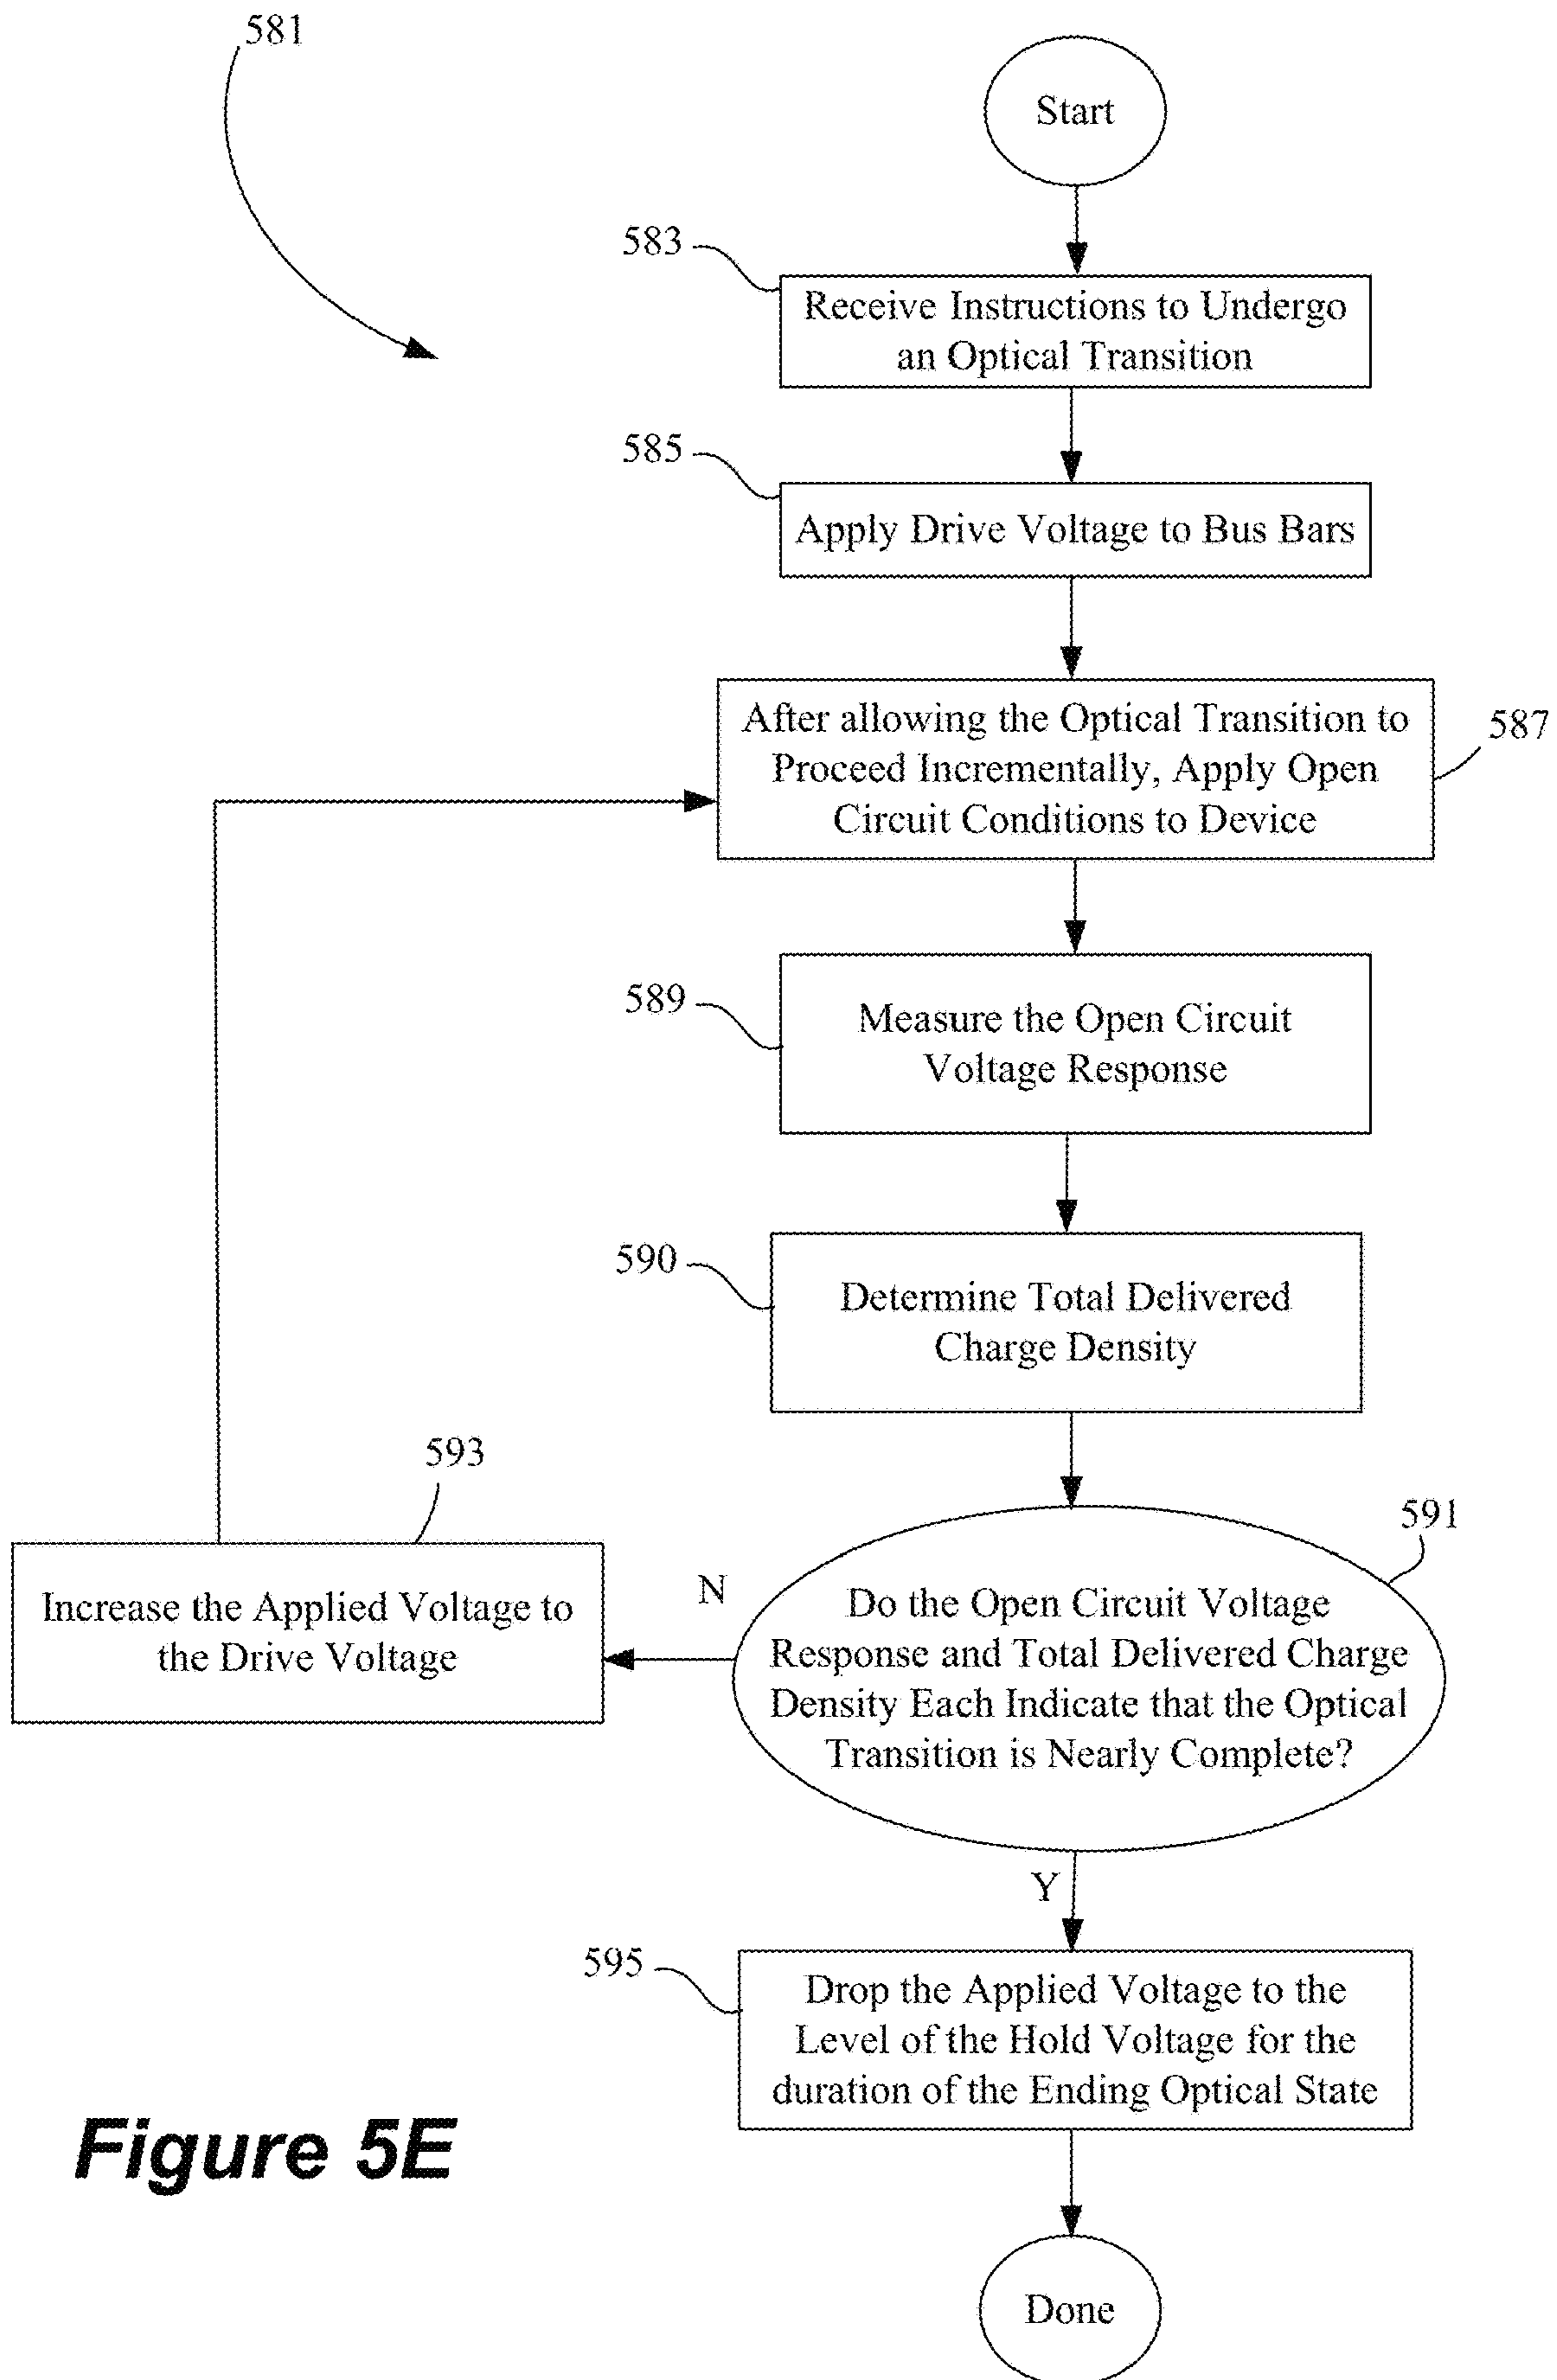 581
Start
583
Receive Instructions to Undergo
an Optical Transition
585
Apply Drive Voltage to Bus Bars
After allowing the Optical Transition to
Proceed Incrementally, Apply Open
Circuit Conditions to Device
587
589
Measure the Open Circuit
Voltage Response
590
Determine Total Delivered
Charge Density
593
Increase the Applied Voltage to
the Drive Voltage
N
591
Do the Open Circuit Voltage
Response and Total Delivered Charge
Density Each Indicate that the Optical
Transition is Nearly Complete?
Y
595
Drop the Applied Voltage to the
Level of the Hold Voltage for the
duration of the Ending Optical State
Figure 5E
Done